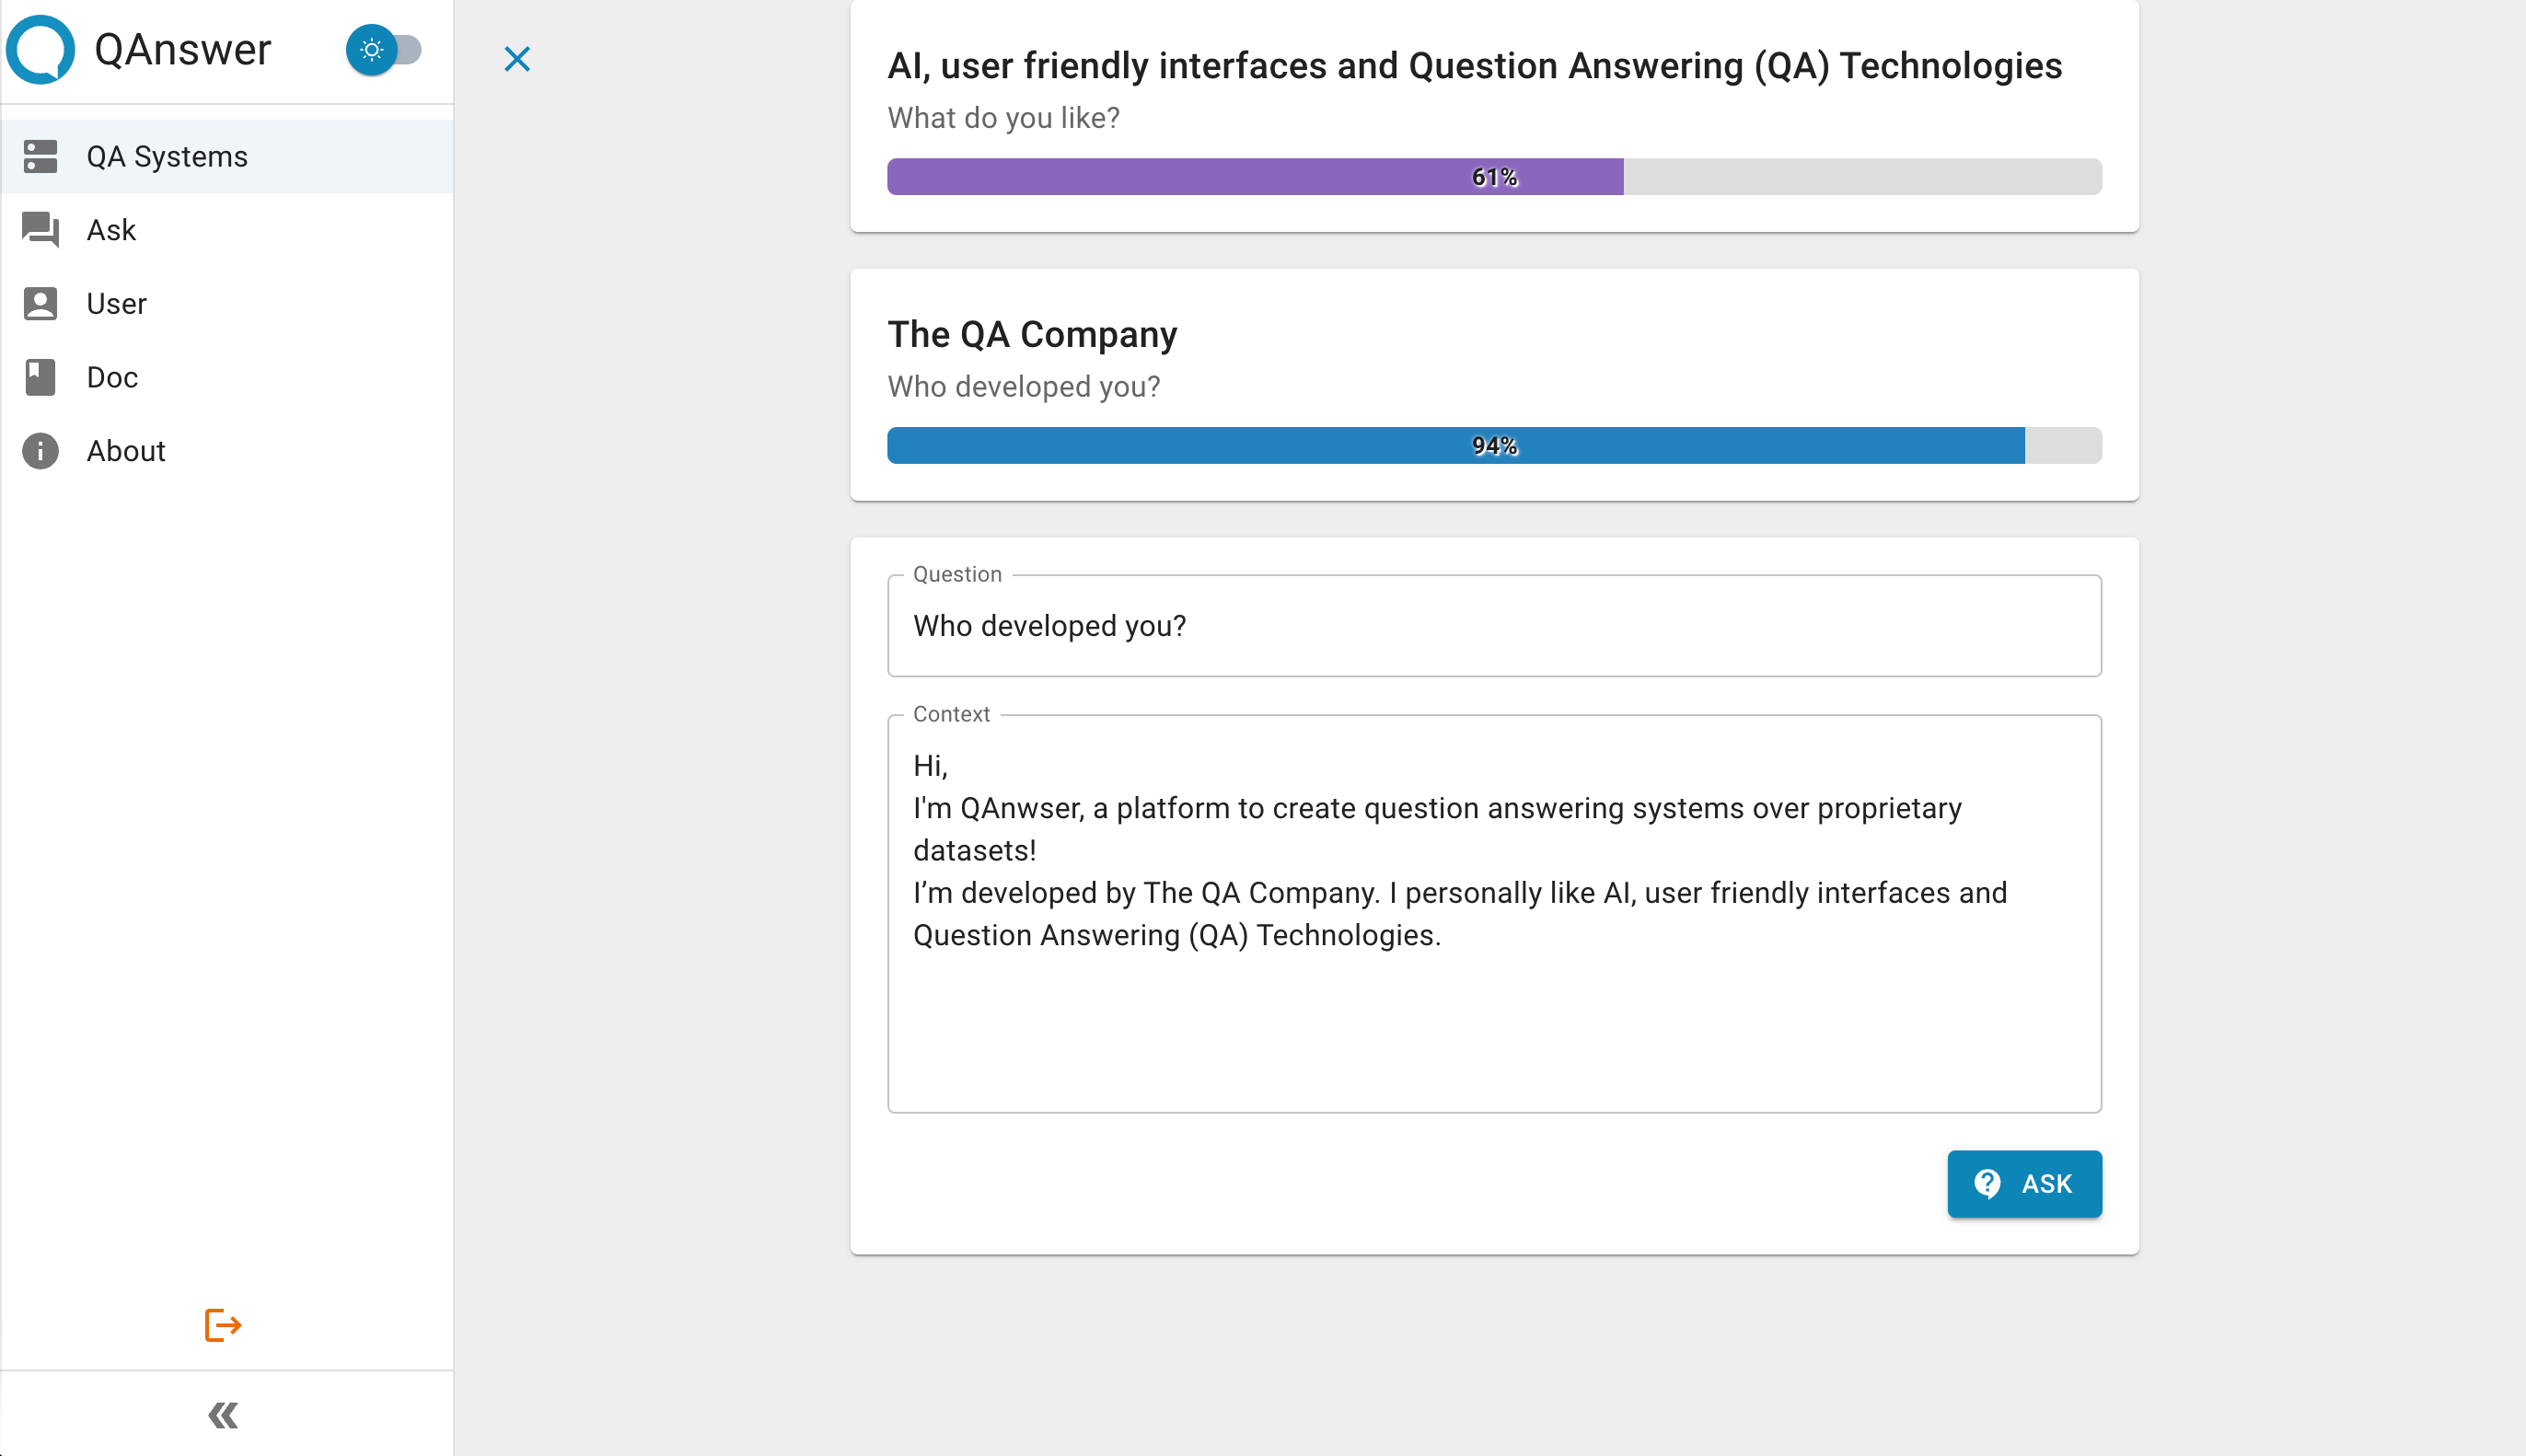 QAnswer
QA Systems
Ask
User
Doc
About
AI, user friendly interfaces and Question Answering (QA) Technologies
What do you like?
61%
The QA Company
Who developed you?
94%
Question
Who developed you?
Context
Hi,
I'm QAnwser, a platform to create question answering systems over proprietary
datasets!
I’m developed by The QA Company. I personally like AI, user friendly interfaces and
Question Answering (QA) Technologies.
ASK